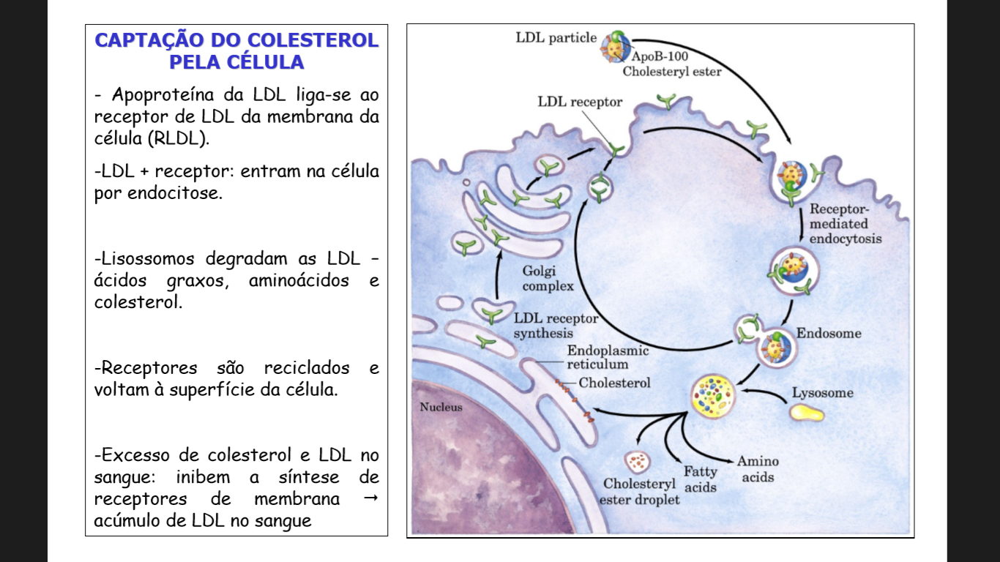 CAPTAÇÃO DO COLESTEROL
PELA CÉLULA
- Apoproteína da LDL liga-se ao
receptor de LDL da membrana da
célula (RLDL).
-LDL + receptor: entram na célula
por endocitose.
-Lisossomos degradam as LDL –
ácidos graxos, aminoácidos e
colesterol.
-Receptores são reciclados e
voltam à superfície da célula.
-Excesso de colesterol e LDL no
sangue: inibem a síntese de
receptores de membrana →
acúmulo de LDL no sangue
LDL particle
ApoB-100
Cholesteryl ester
LDL receptor
Receptor-
mediated
endocytosis
Golgi
complex
LDL receptor
synthesis
Endosome
Endoplasmic
reticulum
Cholesterol
Lysosome
Nucleus
Amino
acids
Fatty
acids
Cholesteryl
ester droplet